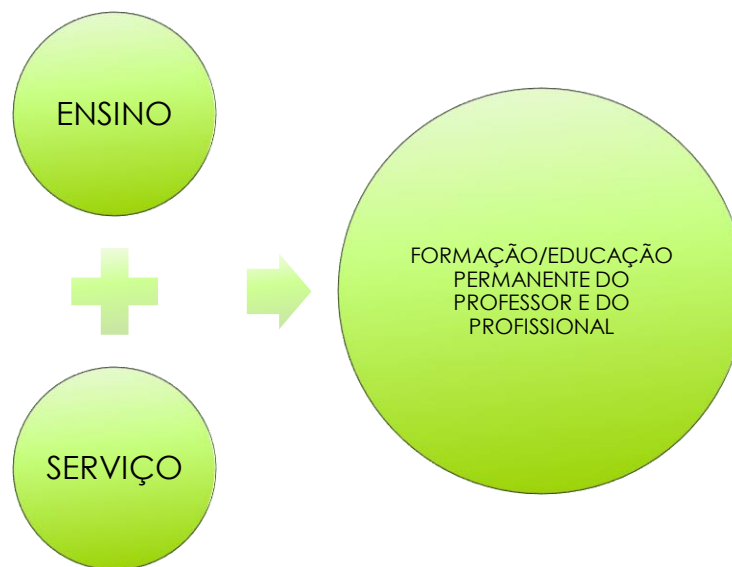 ENSINO
SERVIÇO
FORMAÇÃO/EDUCAÇÃO
PERMANENTE DO
PROFESSOR E DO
PROFISSIONAL